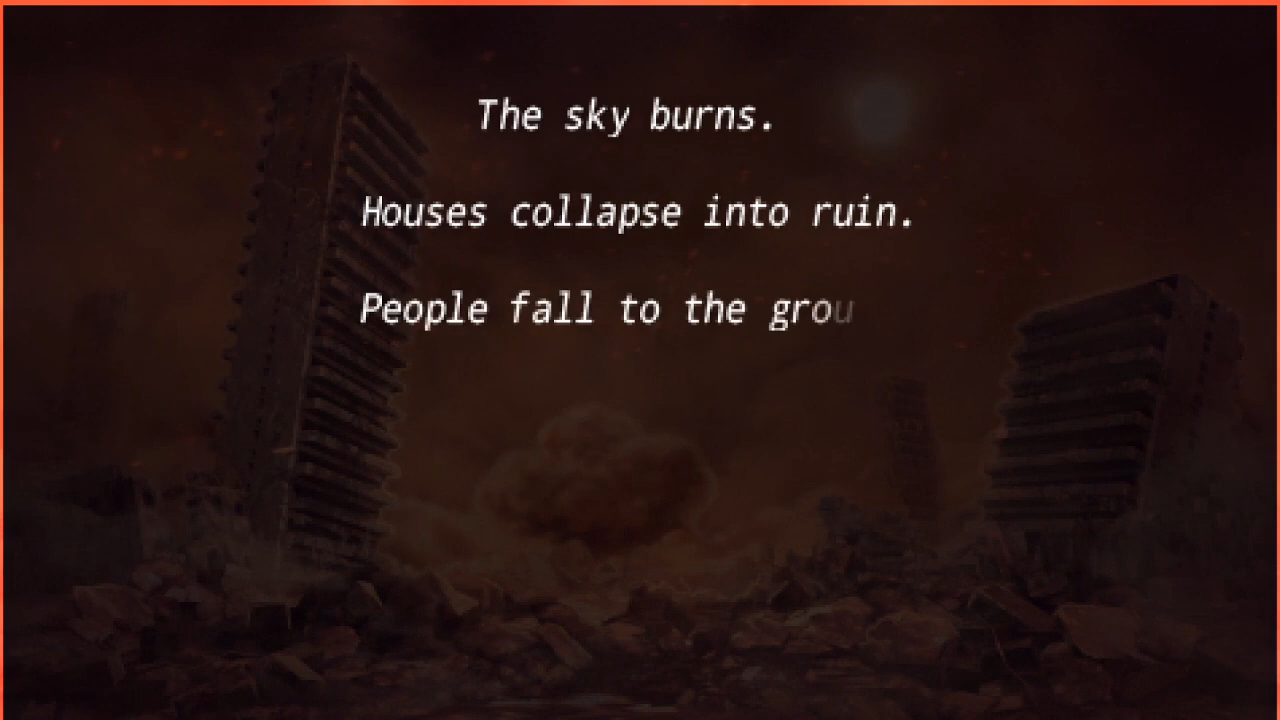 The sky burns.
Houses collapse into ruin.
People fall to the grou